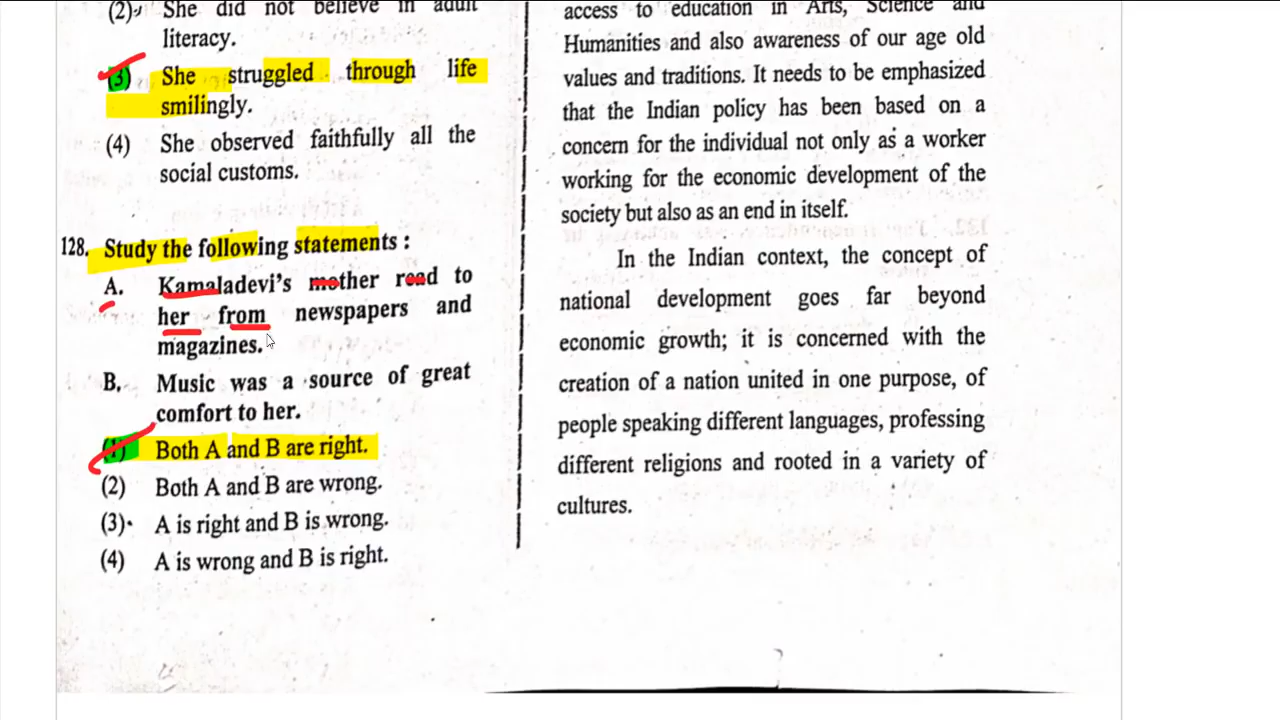 (2) She did not believe in adult
literacy.
(3) She struggled through life
smilingly.
(4) She observed faithfully all the
social customs.
128. Study the following statements :
A. Kamaladevi's mother read to
her from newspapers and
magazines.
B. Music was a source of great
comfort to her.
(1) Both A and B are right.
(2) Both A and B are wrong.
(3) A is right and B is wrong.
(4) A is wrong and B is right.
access to education in Arts, Science and
Humanities and also awareness of our age old
values and traditions. It needs to be emphasized
that the Indian policy has been based on a
concern for the individual not only as a worker
working for the economic development of the
society but also as an end in itself.
In the Indian context, the concept of
national development goes far beyond
economic growth; it is concerned with the
creation of a nation united in one purpose, of
people speaking different languages, professing
different religions and rooted in a variety of
cultures.